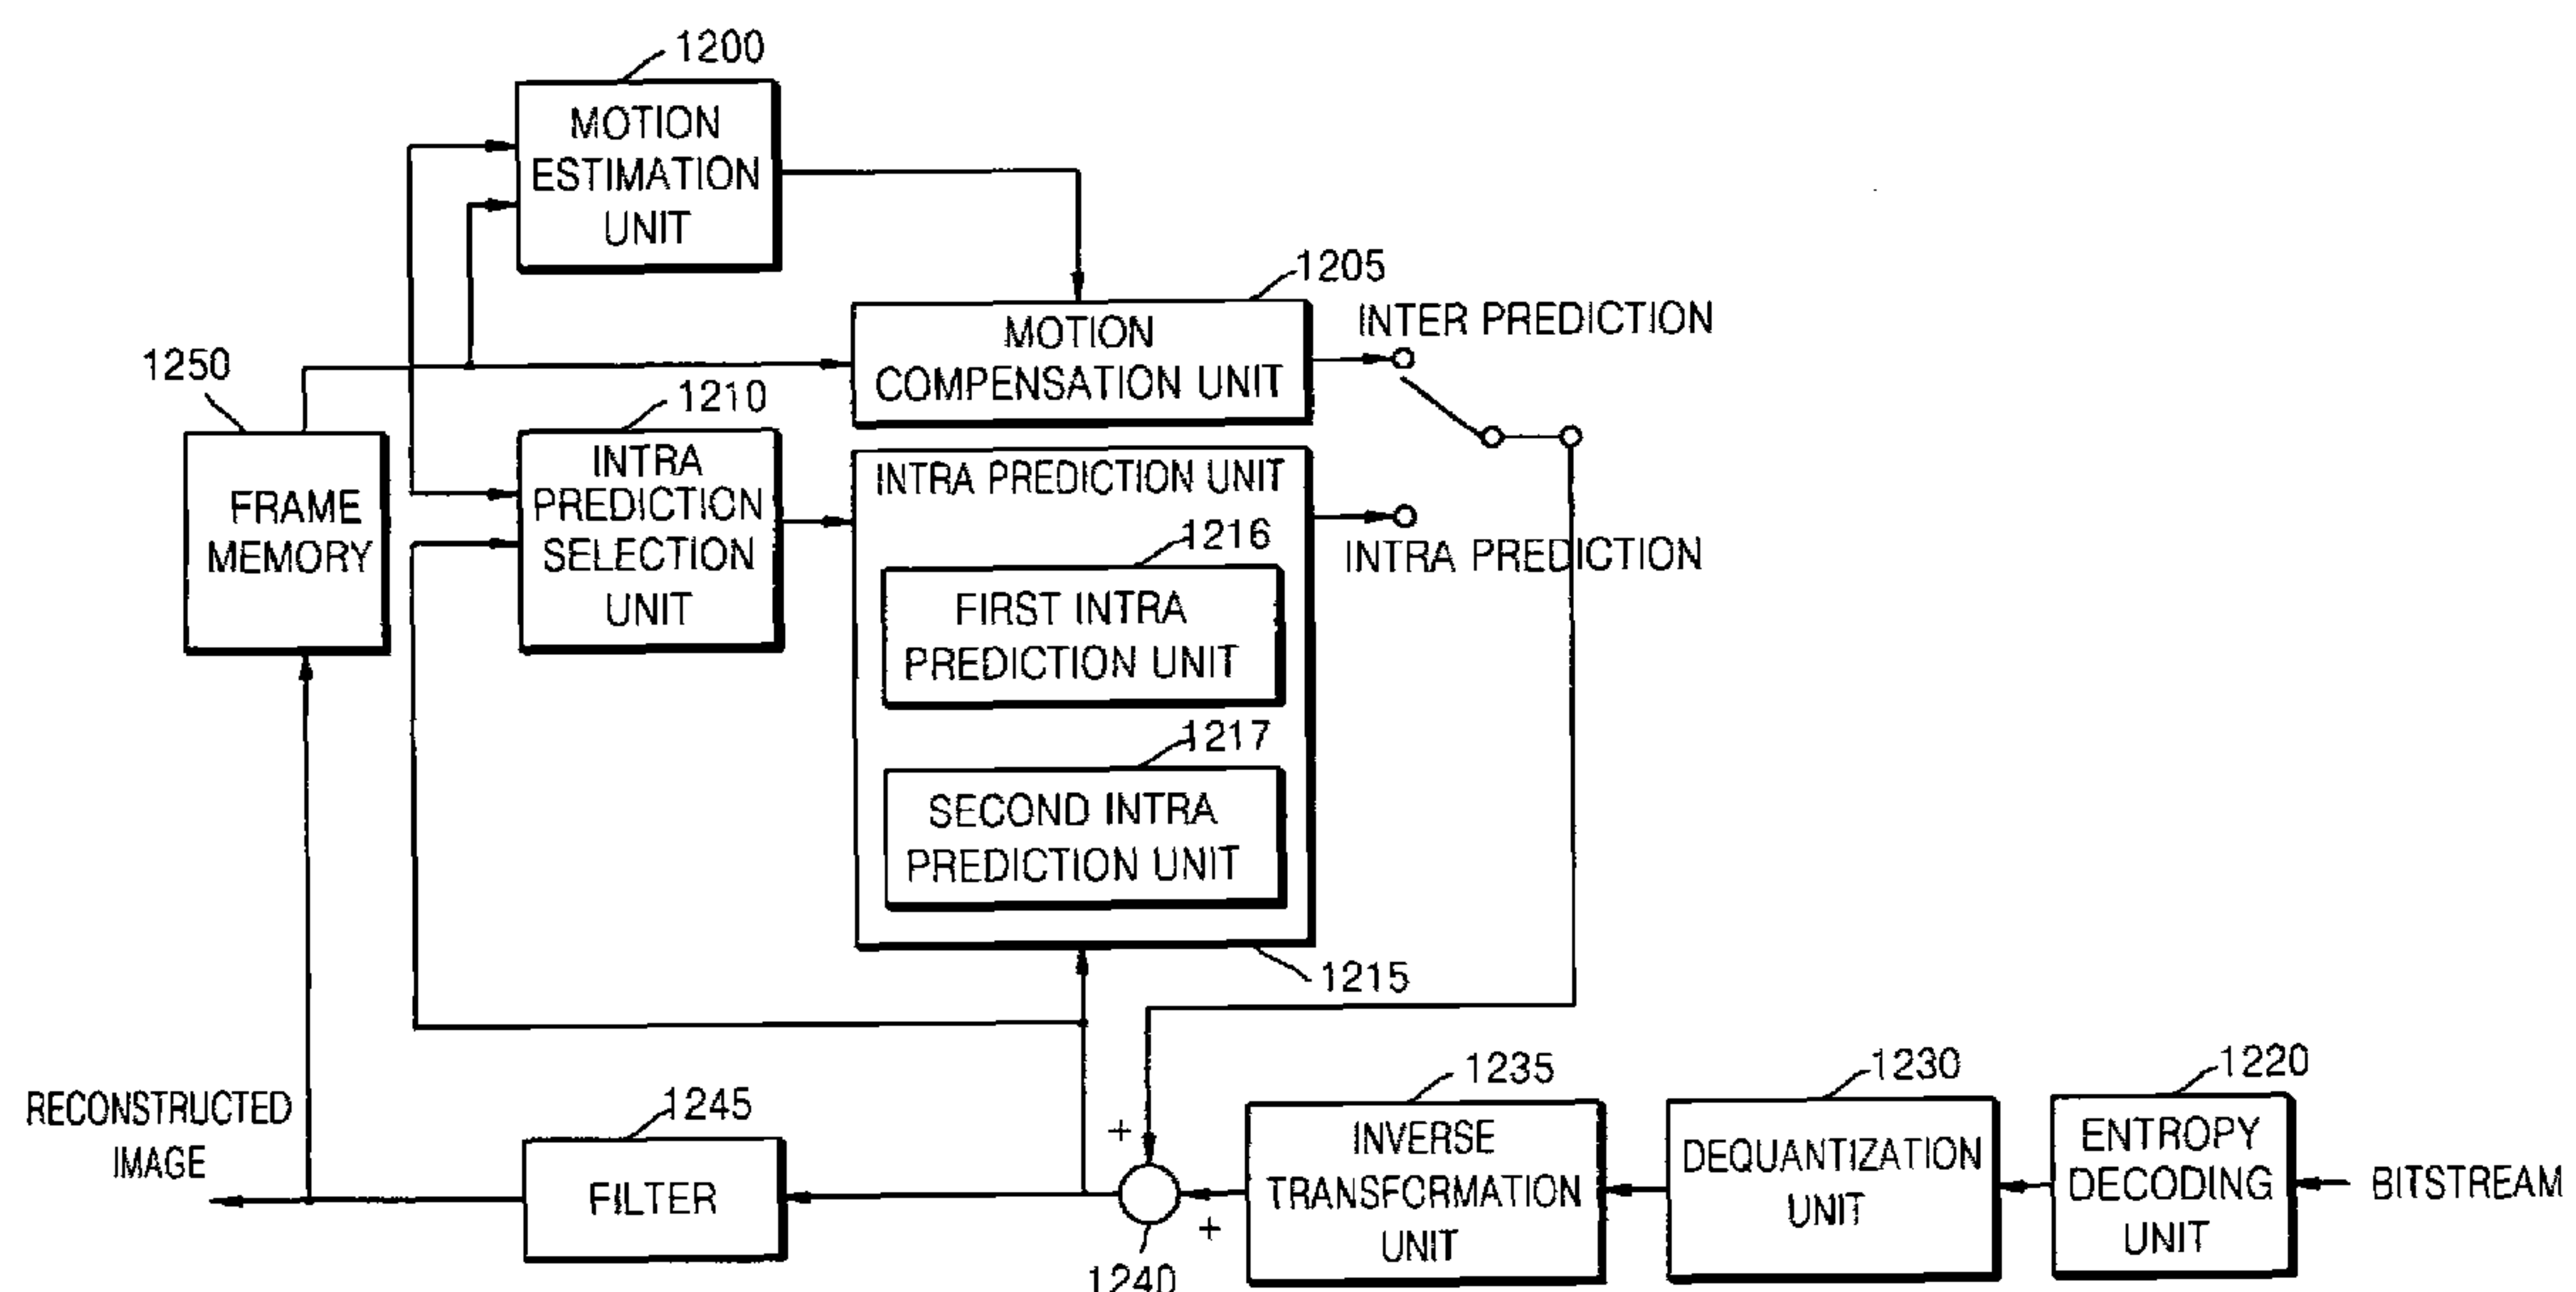 1200
MOTION
ESTIMATION
UNIT
1205
MOTION
COMPENSATION UNIT
INTER PREDICTION
1250
FRAME
MEMORY
1210
INTRA
PREDICTION
SELECTION
UNIT
INTRA PREDICTION UNIT
INTRA PREDICTION
1216
FIRST INTRA
PREDICTION UNIT
1217
SECOND INTRA
PREDICTION UNIT
1215
RECONSTRUCTED
IMAGE
1245
FILTER
+
+
1240
1235
INVERSE
TRANSFORMATION
UNIT
1230
DEQUANTIZATION
UNIT
1220
ENTROPY
DECODING
UNIT
BITSTREAM